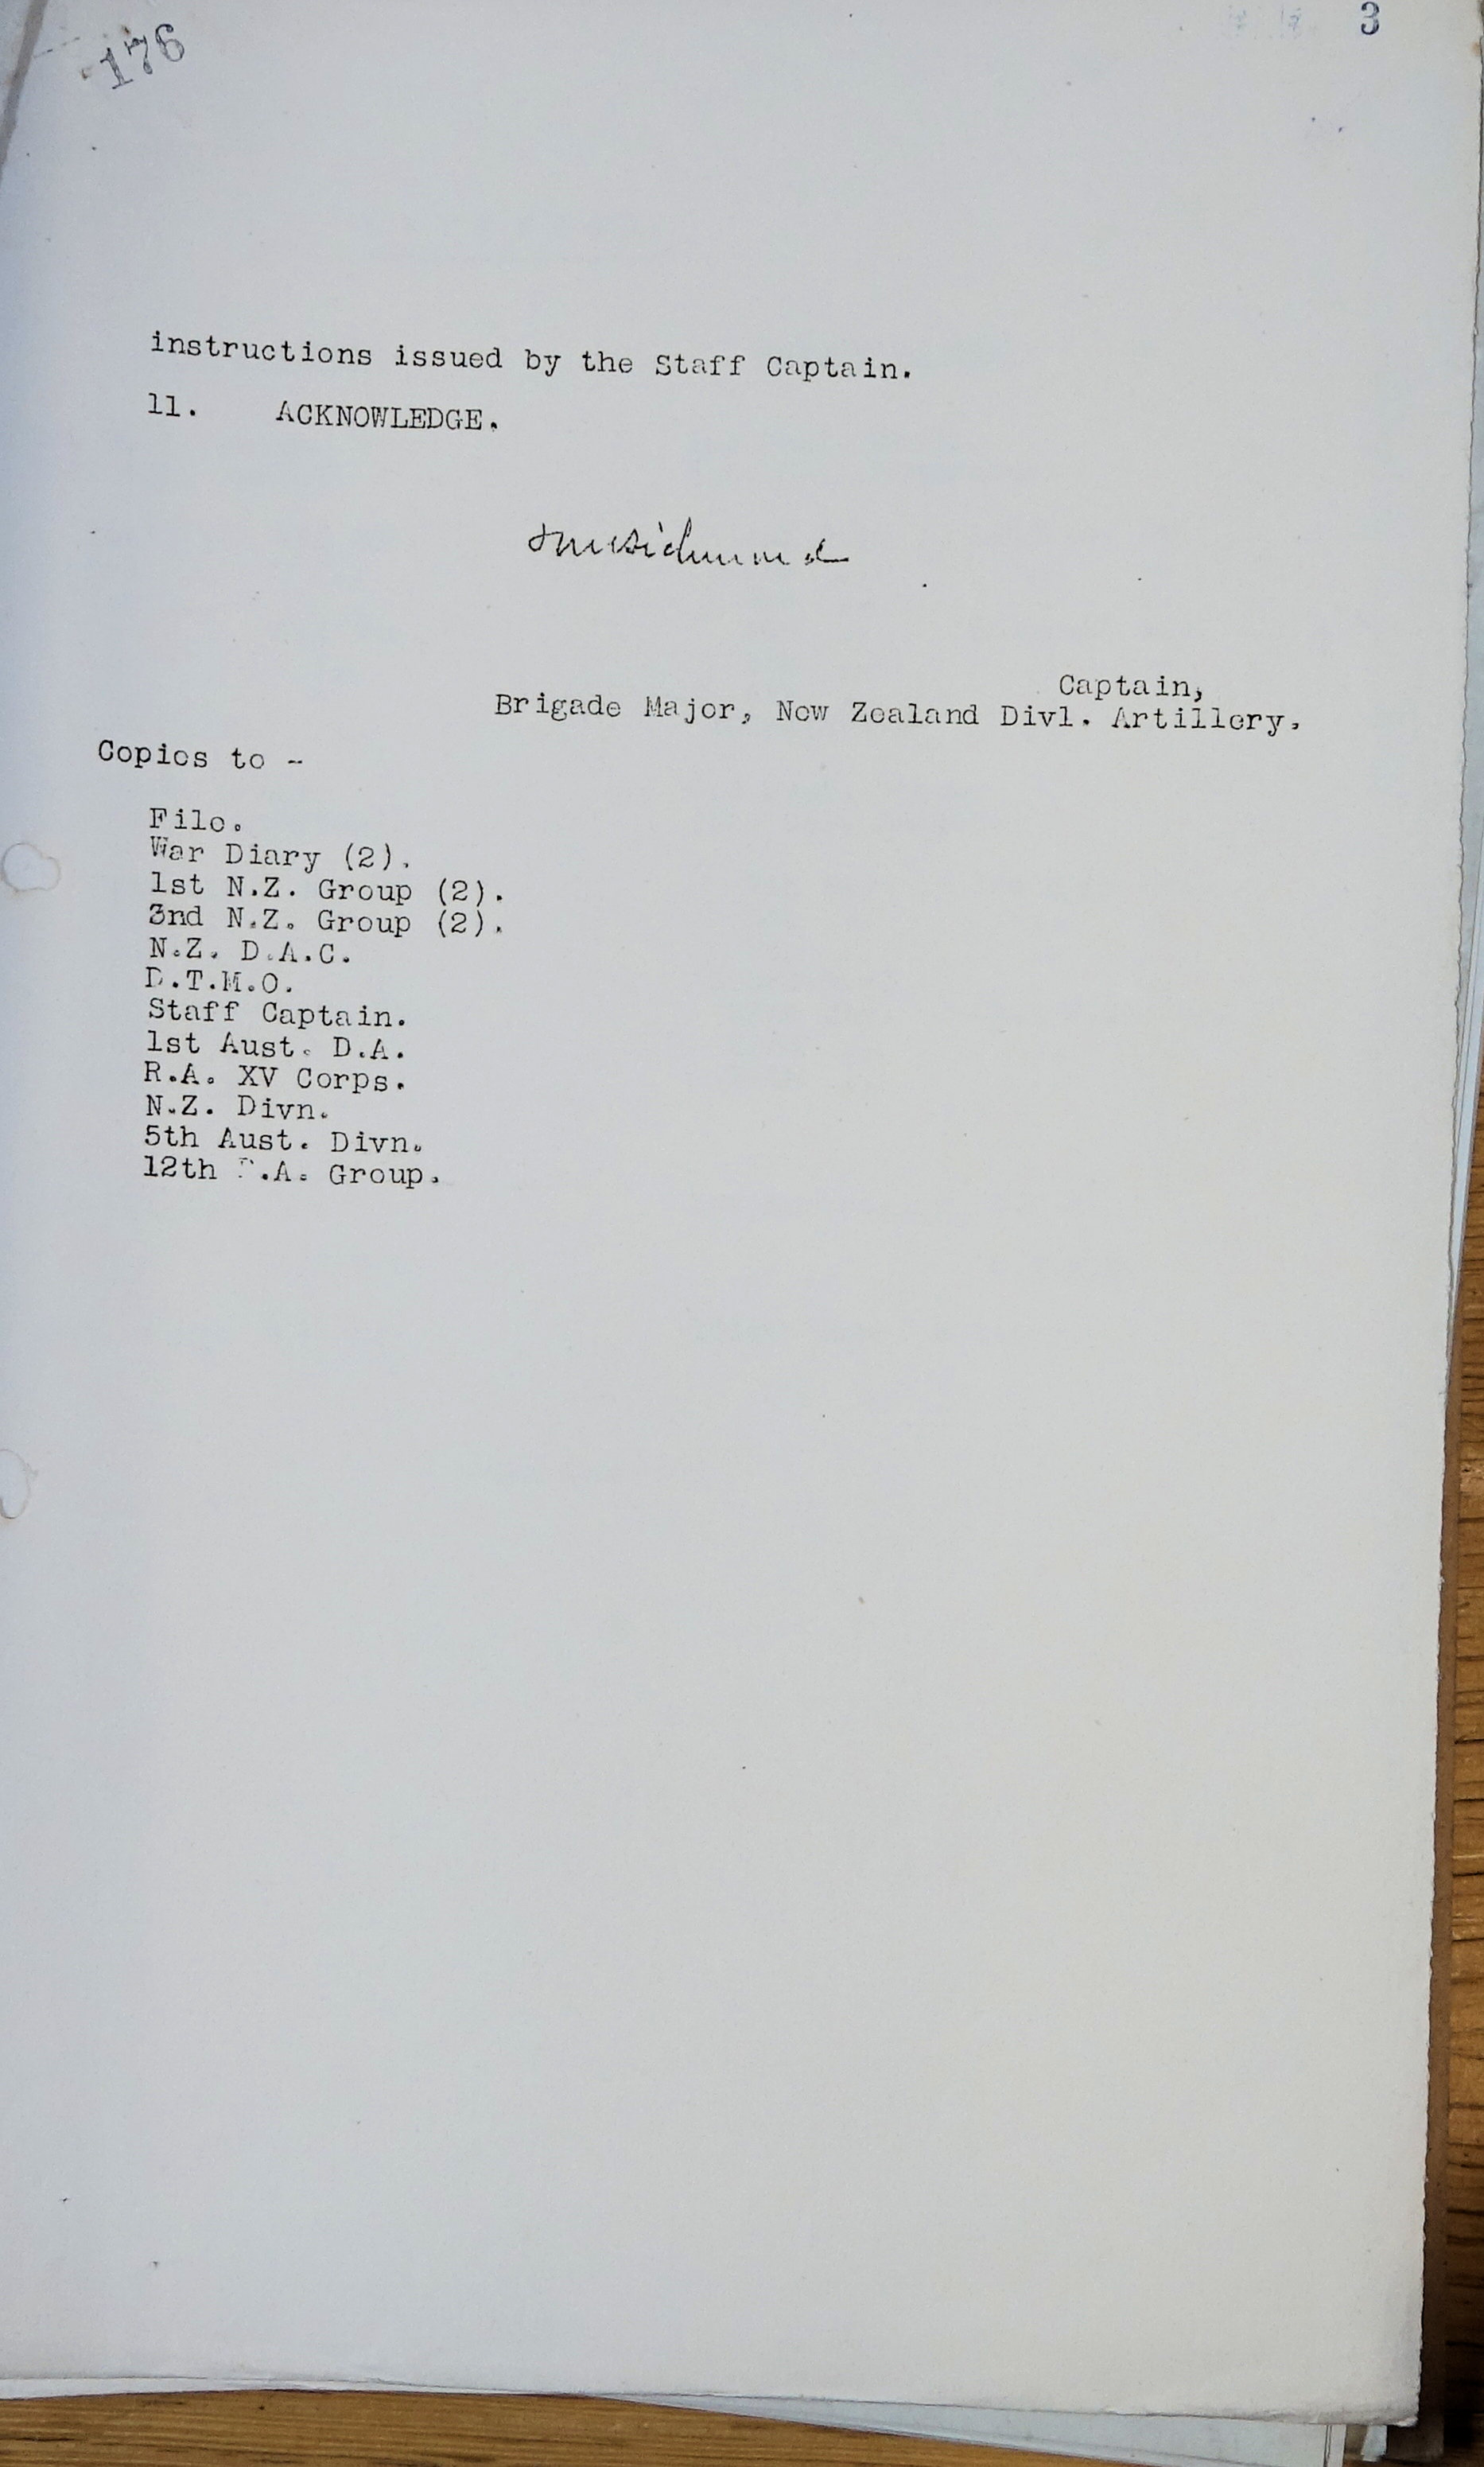 176
3
instructions issued by the Staff Captain.
11. ACKNOWLEDGE.
Captain,
Brigade Major, New Zealand Divl. Artillery.
Copies to -
File.
War Diary (2).
1st N.Z. Group (2).
3nd N.Z. Group (2).
N.Z. D.A.C.
D.T.M.O.
Staff Captain.
1st Aust. D.A.
R.A. XV Corps.
N.Z. Divn.
5th Aust. Divn.
12th .A. Group.